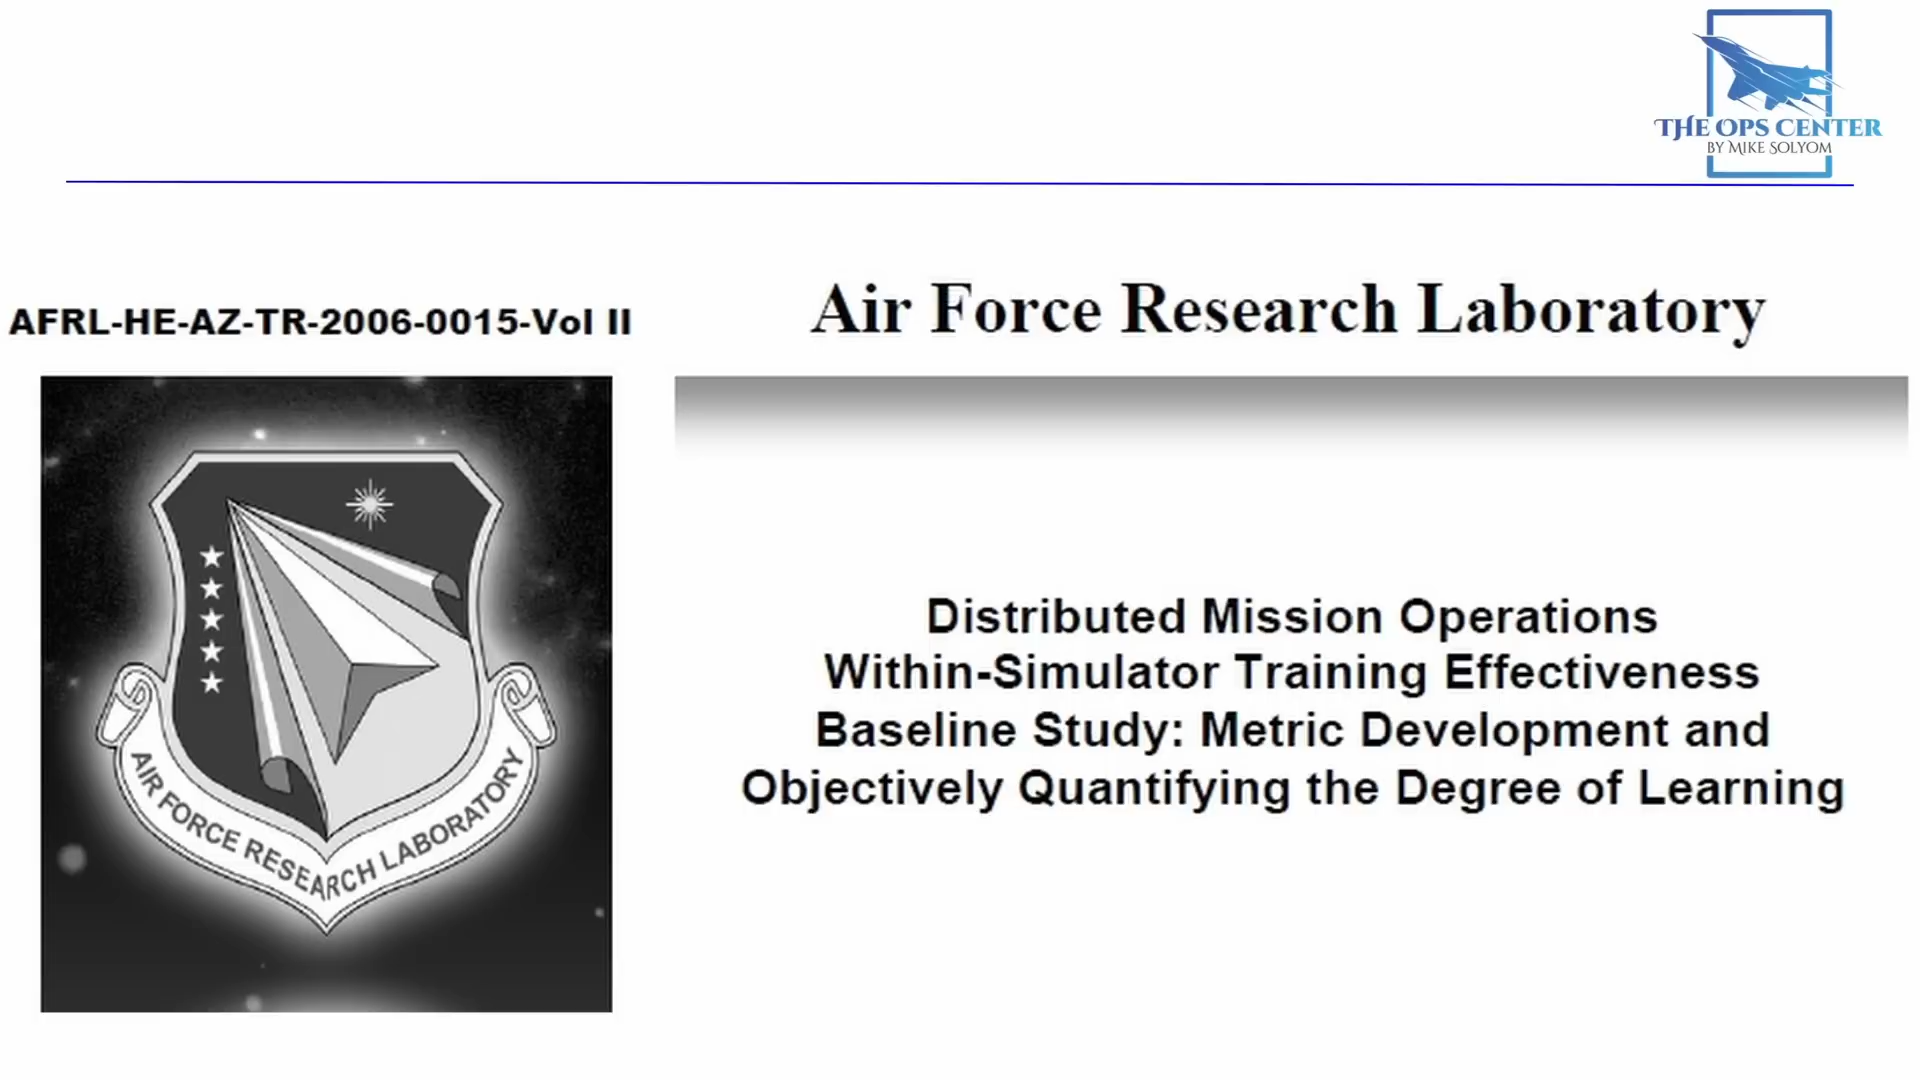 THE OPS CENTER
BY MIKE SOLYOM
AFRL-HE-AZ-TR-2006-0015-Vol II
Air Force Research Laboratory
AIR FORCE RESEARCH LABORATORY
Distributed Mission Operations
Within-Simulator Training Effectiveness
Baseline Study: Metric Development and
Objectively Quantifying the Degree of Learning